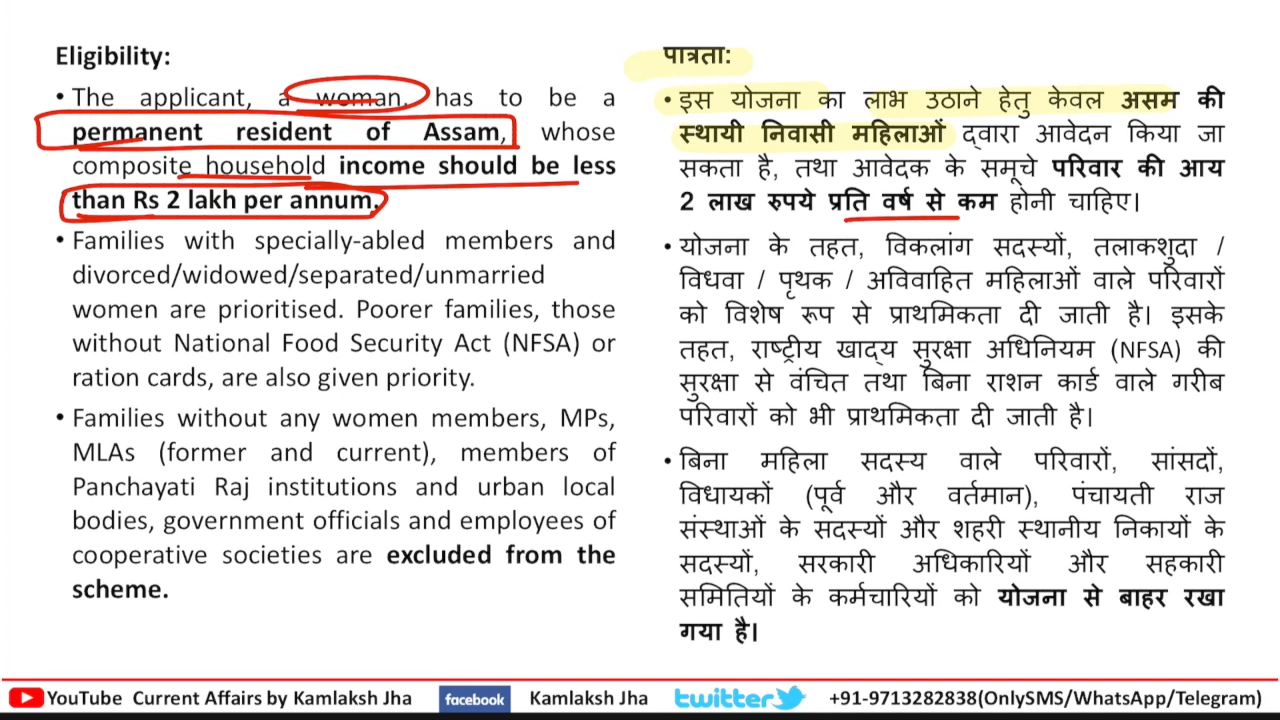 Eligibility:
• The applicant, a woman, has to be a
permanent resident of Assam, whose
composite household income should be less
than Rs 2 lakh per annum.
• Families with specially-abled members and
divorced/widowed/separated/unmarried
women are prioritised. Poorer families, those
without National Food Security Act (NFSA) or
ration cards, are also given priority.
• Families without any women members, MPs,
MLAs (former and current), members of
Panchayati Raj institutions and urban local
bodies, government officials and employees of
cooperative societies are excluded from the
scheme.
पात्रता:
• इस योजना का लाभ उठाने हेतु केवल असम की
स्थायी निवासी महिलाओं द्वारा आवेदन किया जा
सकता है, तथा आवेदक के समूचे परिवार की आय
2 लाख रुपये प्रति वर्ष से कम होनी चाहिए।
• योजना के तहत, विकलांग सदस्यों, तलाकशुदा /
विधवा / पृथक / अविवाहित महिलाओं वाले परिवारों
को विशेष रूप से प्राथमिकता दी जाती है। इसके
तहत, राष्ट्रीय खाद्य सुरक्षा अधिनियम (NFSA) की
सुरक्षा से वंचित तथा बिना राशन कार्ड वाले गरीब
परिवारों को भी प्राथमिकता दी जाती है।
• बिना महिला सदस्य वाले परिवारों, सांसदों,
विधायकों (पूर्व और वर्तमान), पंचायती राज
संस्थाओं के सदस्यों और शहरी स्थानीय निकायों के
सदस्यों, सरकारी अधिकारियों और सहकारी
समितियों के कर्मचारियों को योजना से बाहर रखा
गया है।
YouTube Current Affairs by Kamlaksh Jha facebook Kamlaksh Jha twitter +91-9713282838(OnlySMS/WhatsApp/Telegram)